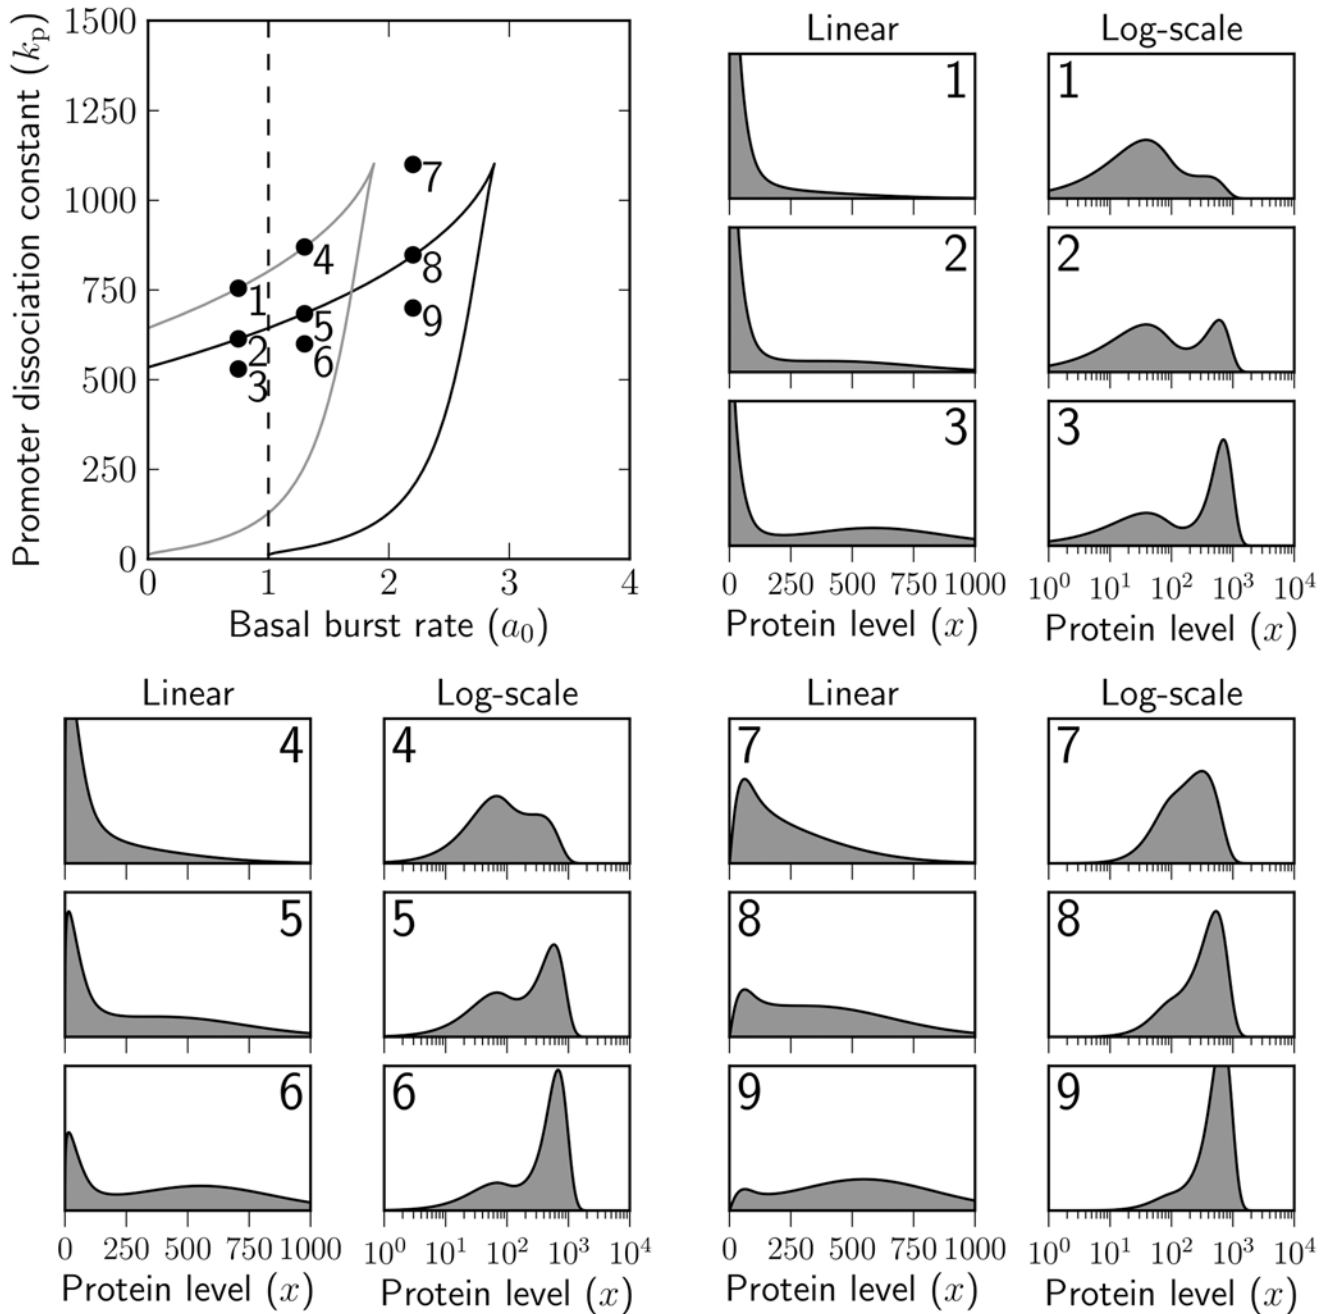 Promoter dissociation constant (kp)
1500
1250
1000
750
500
250
0
0 1 2 3 4
Basal burst rate (a0)
1
2
3
4
5
6
7
8
9
Linear Log-scale
1 1
2 2
3 3
0 250 500 750 1000 10^0 10^1 10^2 10^3 10^4
Protein level (x) Protein level (x)
Linear Log-scale Linear Log-scale
4 4 7 7
5 5 8 8
6 6 9 9
0 250 500 750 1000 10^0 10^1 10^2 10^3 10^4 0 250 500 750 1000 10^0 10^1 10^2 10^3 10^4
Protein level (x) Protein level (x) Protein level (x) Protein level (x)